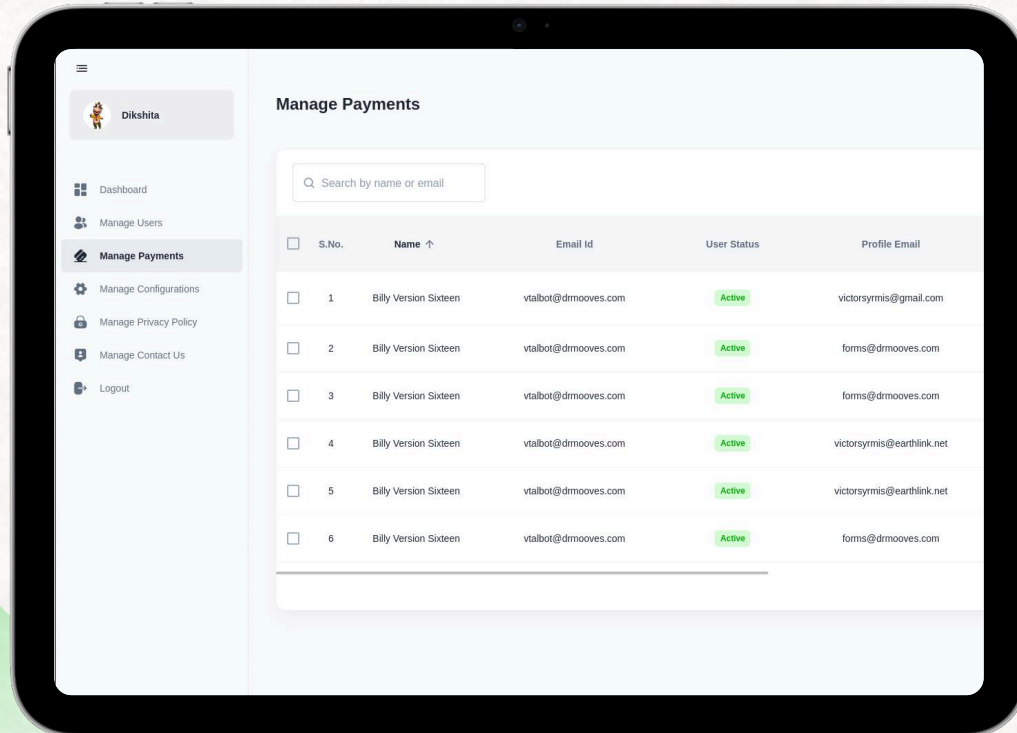 Dikshita
Manage Payments
Search by name or email
Dashboard
Manage Users
Manage Payments
Manage Configurations
Manage Privacy Policy
Manage Contact Us
Logout
S.No. Name ↑ Email Id User Status Profile Email
1 Billy Version Sixteen vtalbot@drmooves.com Active victorsyrmis@gmail.com
2 Billy Version Sixteen vtalbot@drmooves.com Active forms@drmooves.com
3 Billy Version Sixteen vtalbot@drmooves.com Active forms@drmooves.com
4 Billy Version Sixteen vtalbot@drmooves.com Active victorsyrmis@earthlink.net
5 Billy Version Sixteen vtalbot@drmooves.com Active victorsyrmis@earthlink.net
6 Billy Version Sixteen vtalbot@drmooves.com Active forms@drmooves.com